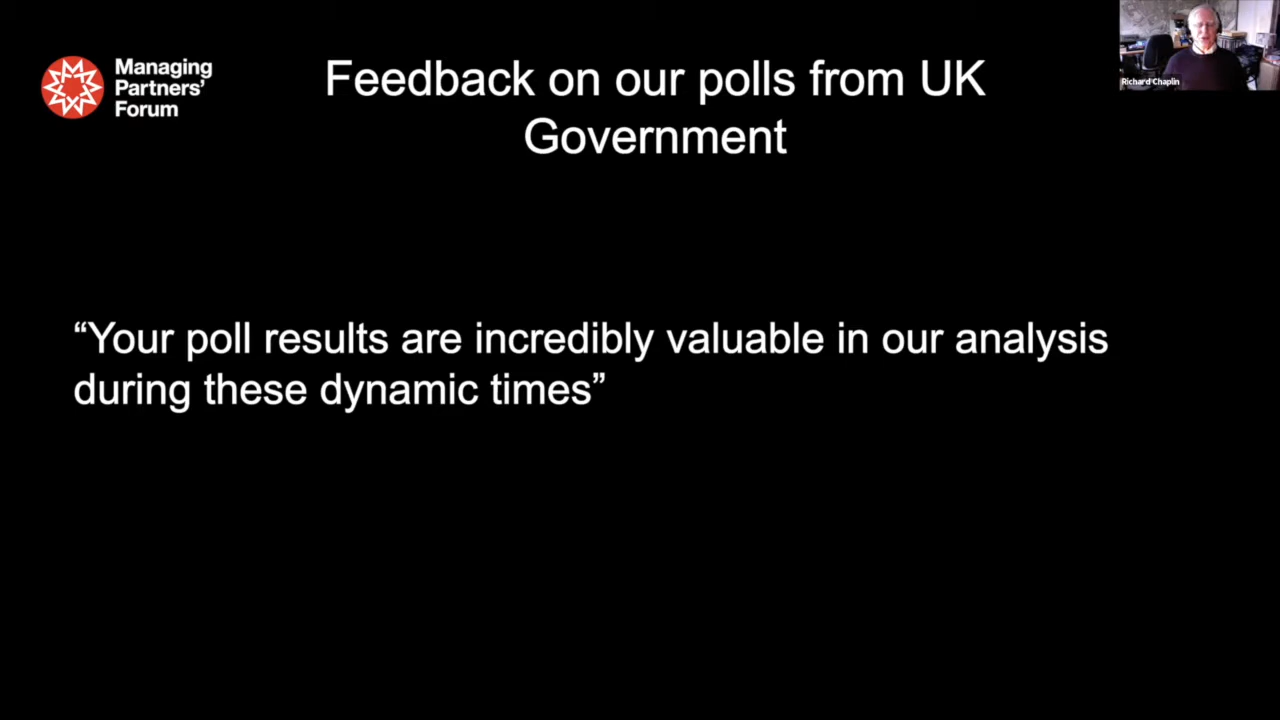 Managing
Partners’
Forum
Feedback on our polls from UK
Government
Richard Chaplin
“Your poll results are incredibly valuable in our analysis
during these dynamic times”